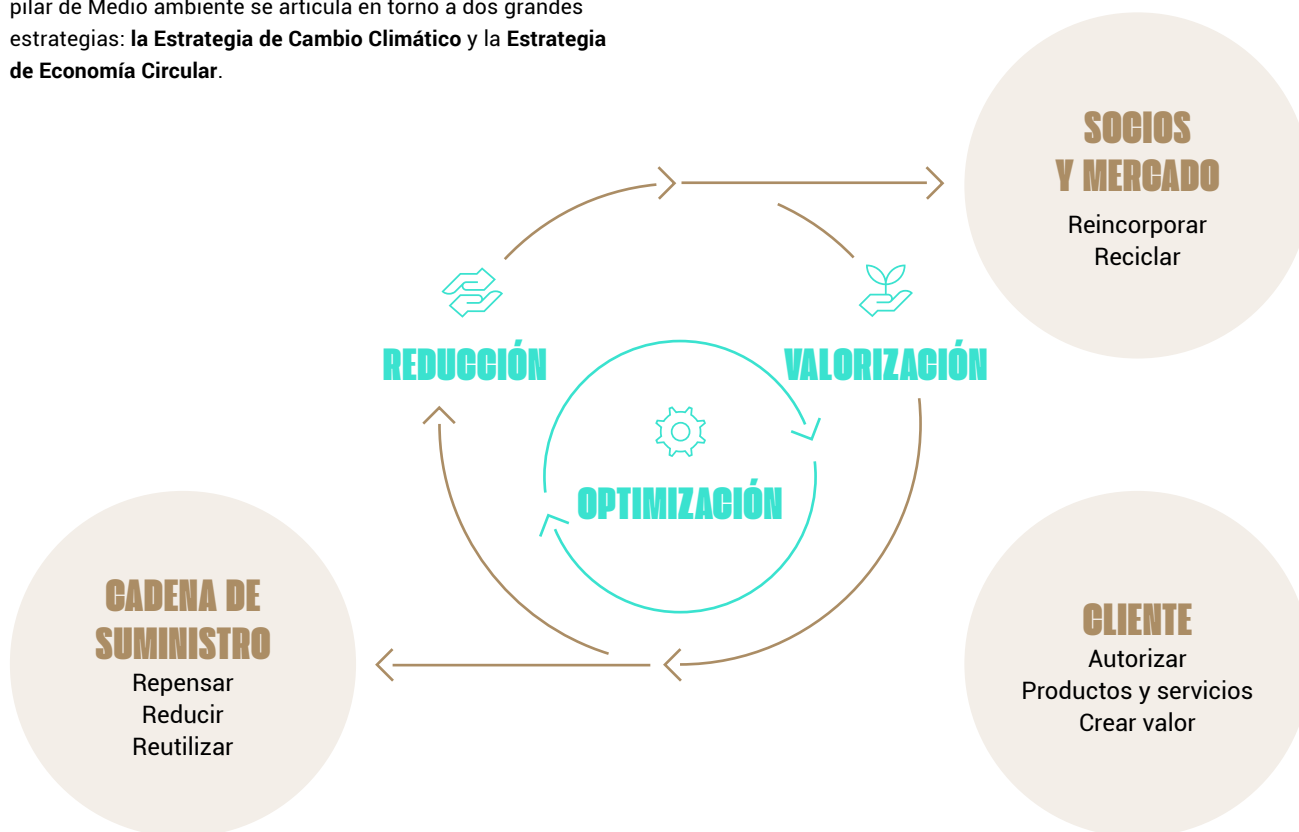 pilar de Medio ambiente se articula en torno a dos grandes
estrategias: la Estrategia de Cambio Climático y la Estrategia
de Economía Circular.
SOCIOS
Y MERCADO
Reincorporar
Reciclar
REDUCCIÓN
VALORIZACIÓN
OPTIMIZACIÓN
CADENA DE
SUMINISTRO
Repensar
Reducir
Reutilizar
CLIENTE
Autorizar
Productos y servicios
Crear valor